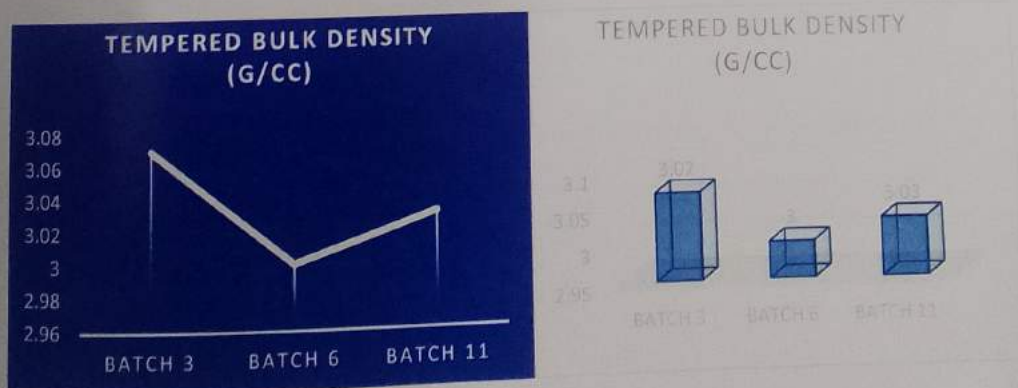 TEMPERED BULK DENSITY
(G/CC)
3.08
3.06
3.04
3.02
3
2.98
2.96
BATCH 3 BATCH 6 BATCH 11
TEMPERED BULK DENSITY
(G/CC)
3.07
3
3.03
3.1
3.05
3
2.95
BATCH 3 BATCH 6 BATCH 11